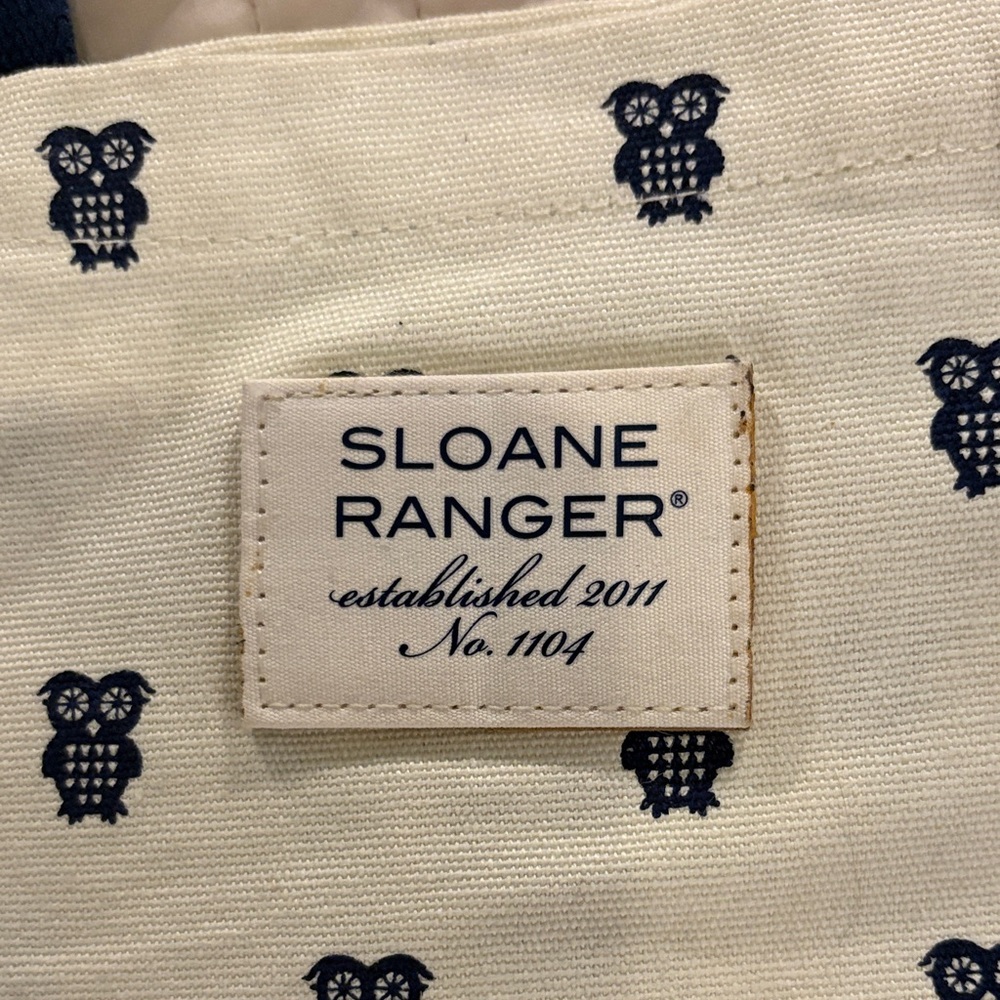 SLOANE
RANGER®
established 2011
No. 1104